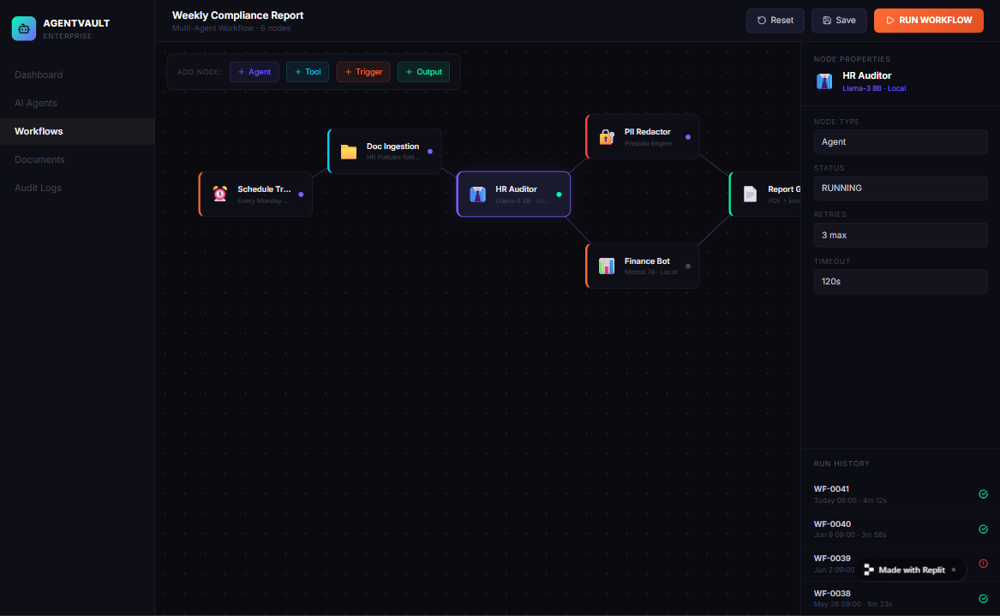 AGENTVAULT
ENTERPRISE
Dashboard
AI Agents
Workflows
Documents
Audit Logs
Weekly Compliance Report
Multi-Agent Workflow · 6 nodes
Reset
Save
RUN WORKFLOW
ADD NODE:
+ Agent
+ Tool
+ Trigger
+ Output
Schedule Tr...
Every Monday ...
Doc Ingestion
HR Policies fold...
HR Auditor
Llama-3 8B · Lo...
PII Redactor
Presidio Engine
Finance Bot
Mistral 7B · Local
Report G
PDF + Ema
NODE PROPERTIES
HR Auditor
Llama-3 8B · Local
NODE TYPE
Agent
STATUS
RUNNING
RETRIES
3 max
TIMEOUT
120s
RUN HISTORY
WF-0041
Today 09:00 · 4m 12s
WF-0040
Jun 9 09:00 · 3m 58s
WF-0039
Jun 2 09:00
WF-0038
May 26 09:00 · 5m 23s
Made with Replit ×